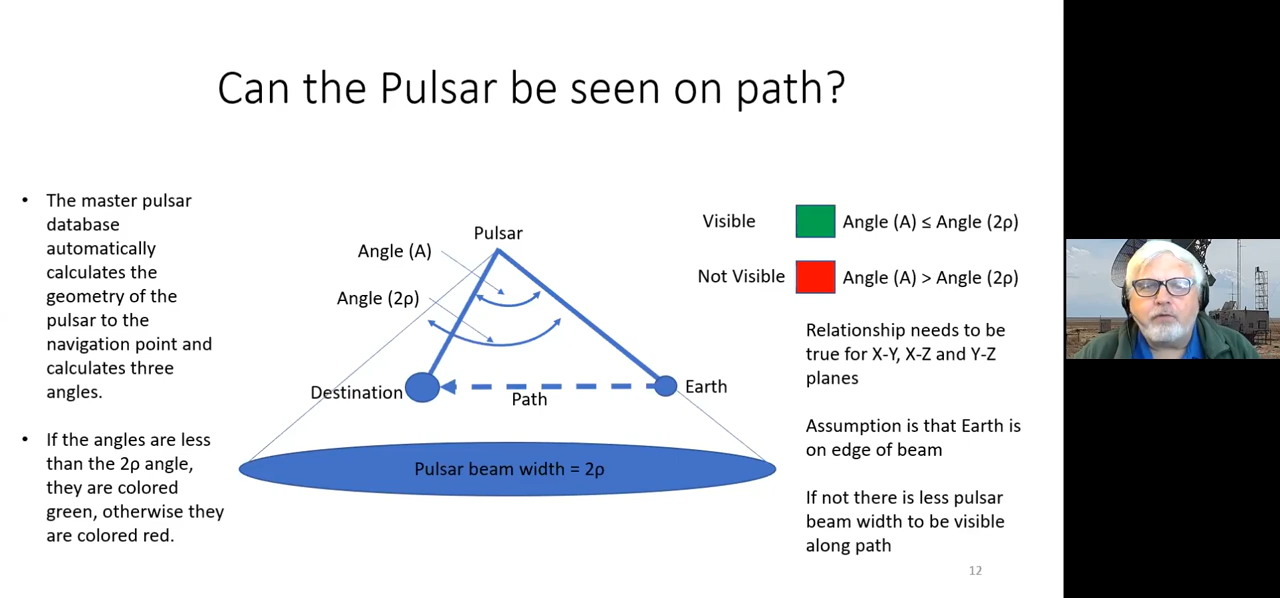 Can the Pulsar be seen on path?
• The master pulsar
database
automatically
calculates the
geometry of the
pulsar to the
navigation point and
calculates three
angles.
• If the angles are less
than the 2ρ angle,
they are colored
green, otherwise they
are colored red.
Pulsar
Angle (A)
Angle (2ρ)
Destination
Earth
Path
Pulsar beam width = 2ρ
Visible
Angle (A) ≤ Angle (2ρ)
Not Visible
Angle (A) > Angle (2ρ)
Relationship needs to be
true for X-Y, X-Z and Y-Z
planes
Assumption is that Earth is
on edge of beam
If not there is less pulsar
beam width to be visible
along path
12